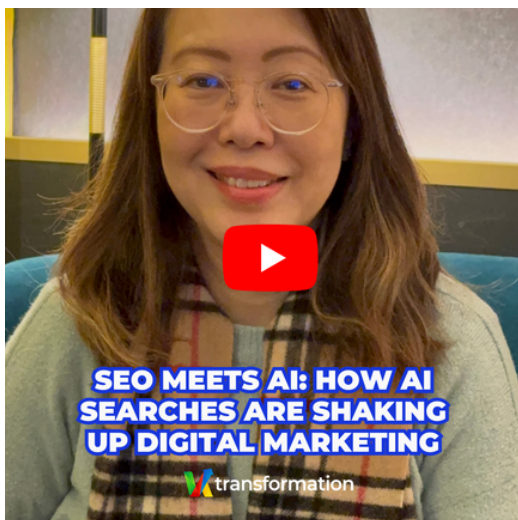 SEO MEETS AI: HOW AI
SEARCHES ARE SHAKING
UP DIGITAL MARKETING
transformation